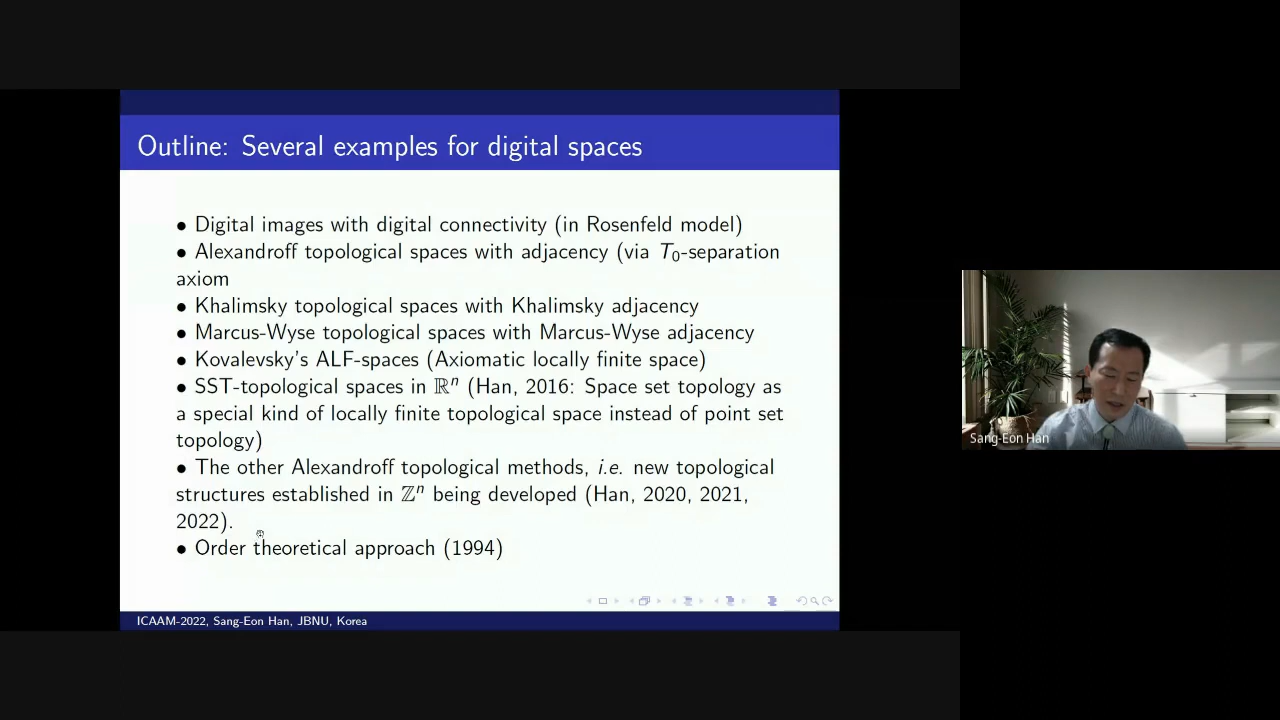 Outline: Several examples for digital spaces
• Digital images with digital connectivity (in Rosenfeld model)
• Alexandroff topological spaces with adjacency (via T₀-separation
axiom
• Khalimsky topological spaces with Khalimsky adjacency
• Marcus-Wyse topological spaces with Marcus-Wyse adjacency
• Kovalevsky's ALF-spaces (Axiomatic locally finite space)
• SST-topological spaces in ℝⁿ (Han, 2016: Space set topology as
a special kind of locally finite topological space instead of point set
topology)
• The other Alexandroff topological methods, i.e. new topological
structures established in ℤⁿ being developed (Han, 2020, 2021,
2022).
• Order theoretical approach (1994)
ICAAM-2022, Sang-Eon Han, JBNU, Korea
Sang-Eon Han